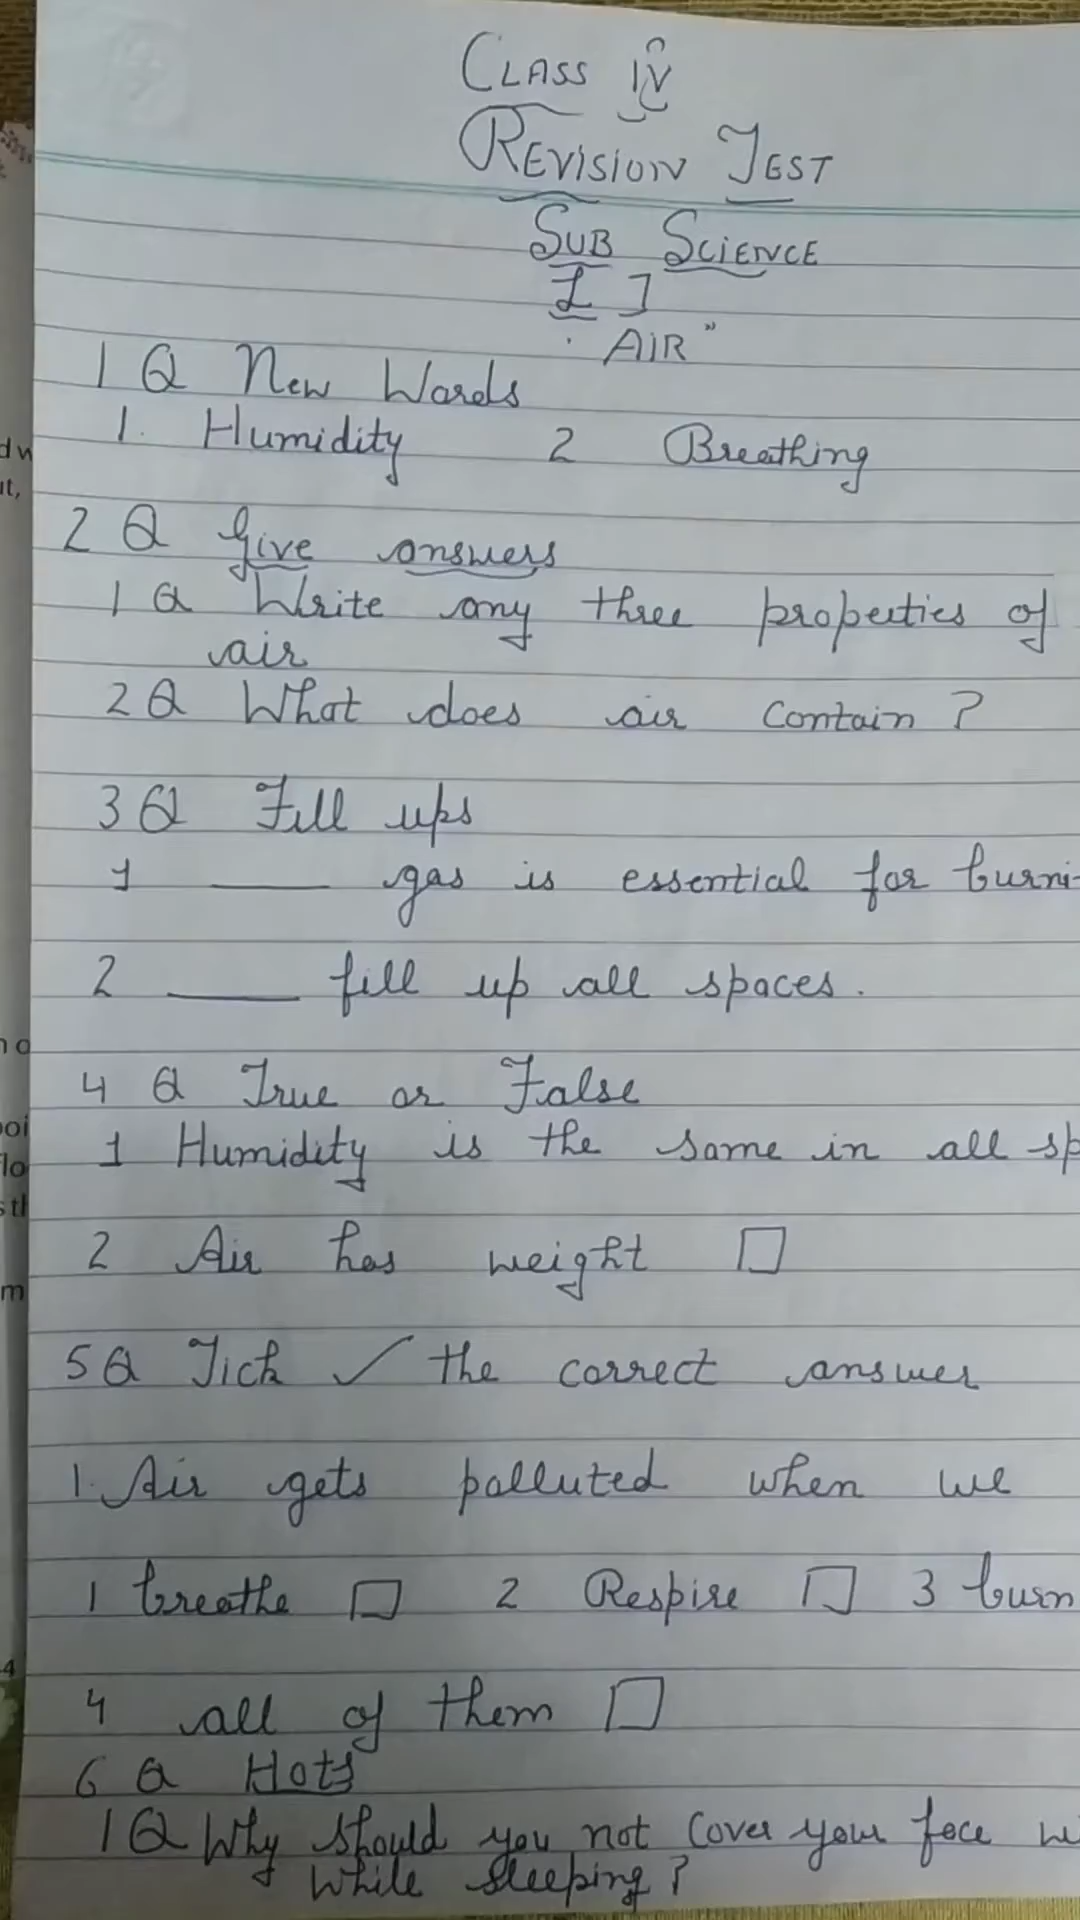 CLASS IV
REVISION TEST
SUB SCIENCE
L 7
"AIR"
1 Q New Words
1. Humidity 2 Breathing
2 Q Give answers
1 Q Write any three properties of
air
2 Q What does air contain ?
3 Q Fill ups
1 ____ gas is essential for burni
2 ____ fill up all spaces.
4 Q True or False
1 Humidity is the same in all sp
2 Air has weight
5 Q Tick ✓ the correct answer
1. Air gets polluted when we
1 breathe 2 Respire 3 burn
4 all of them
6 Q Hots
1 Q Why should you not cover your face w
while sleeping ?